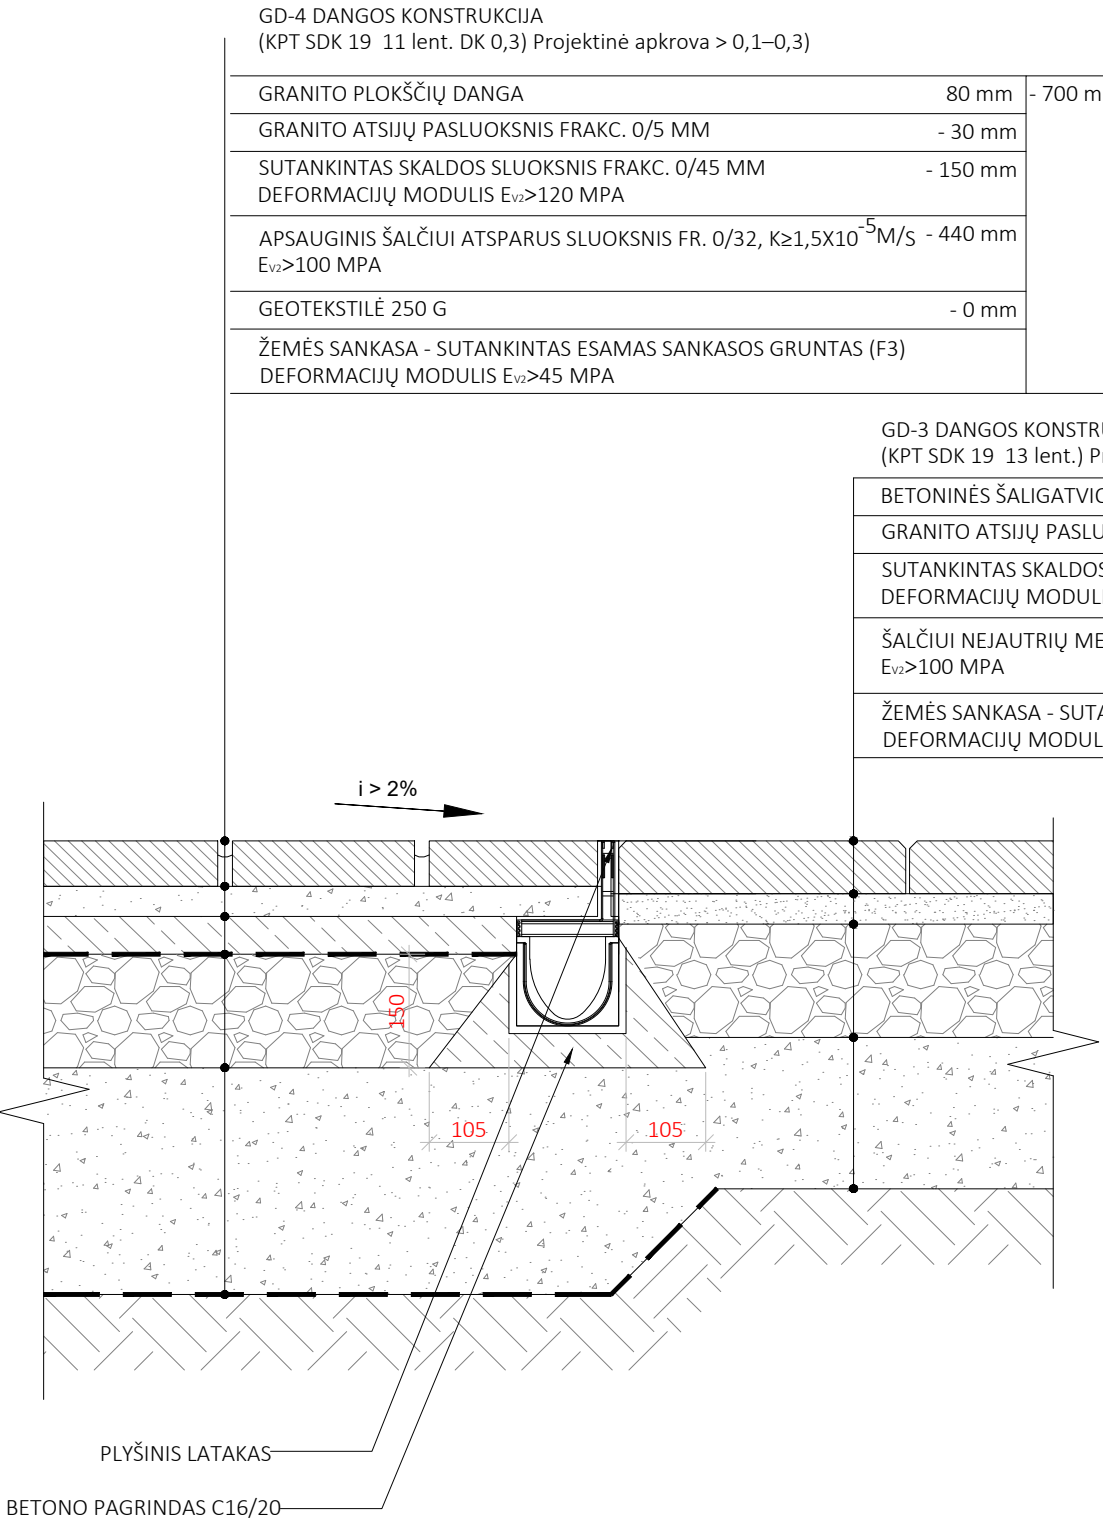 GD-4 DANGOS KONSTRUKCIJA
(KPT SDK 19 11 lent. DK 0,3) Projektinė apkrova > 0,1–0,3)
GRANITO PLOKŠČIŲ DANGA 80 mm - 700 m
GRANITO ATSIJŲ PASLUOKSNIS FRAKC. 0/5 MM - 30 mm
SUTANKINTAS SKALDOS SLUOKSNIS FRAKC. 0/45 MM - 150 mm
DEFORMACIJŲ MODULIS Ev2>120 MPA
APSAUGINIS ŠALČIUI ATSPARUS SLUOKSNIS FR. 0/32, K≥1,5X10⁻⁵M/S - 440 mm
Ev2>100 MPA
GEOTEKSTILĖ 250 G - 0 mm
ŽEMĖS SANKASA - SUTANKINTAS ESAMAS SANKASOS GRUNTAS (F3)
DEFORMACIJŲ MODULIS Ev2>45 MPA
GD-3 DANGOS KONSTRU
(KPT SDK 19 13 lent.) P
BETONINĖS ŠALIGATVIO
GRANITO ATSIJŲ PASLU
SUTANKINTAS SKALDOS
DEFORMACIJŲ MODULI
ŠALČIUI NEJAUTRIŲ ME
Ev2>100 MPA
ŽEMĖS SANKASA - SUTA
DEFORMACIJŲ MODUL
i > 2%
150
105
105
PLYŠINIS LATAKAS
BETONO PAGRINDAS C16/20